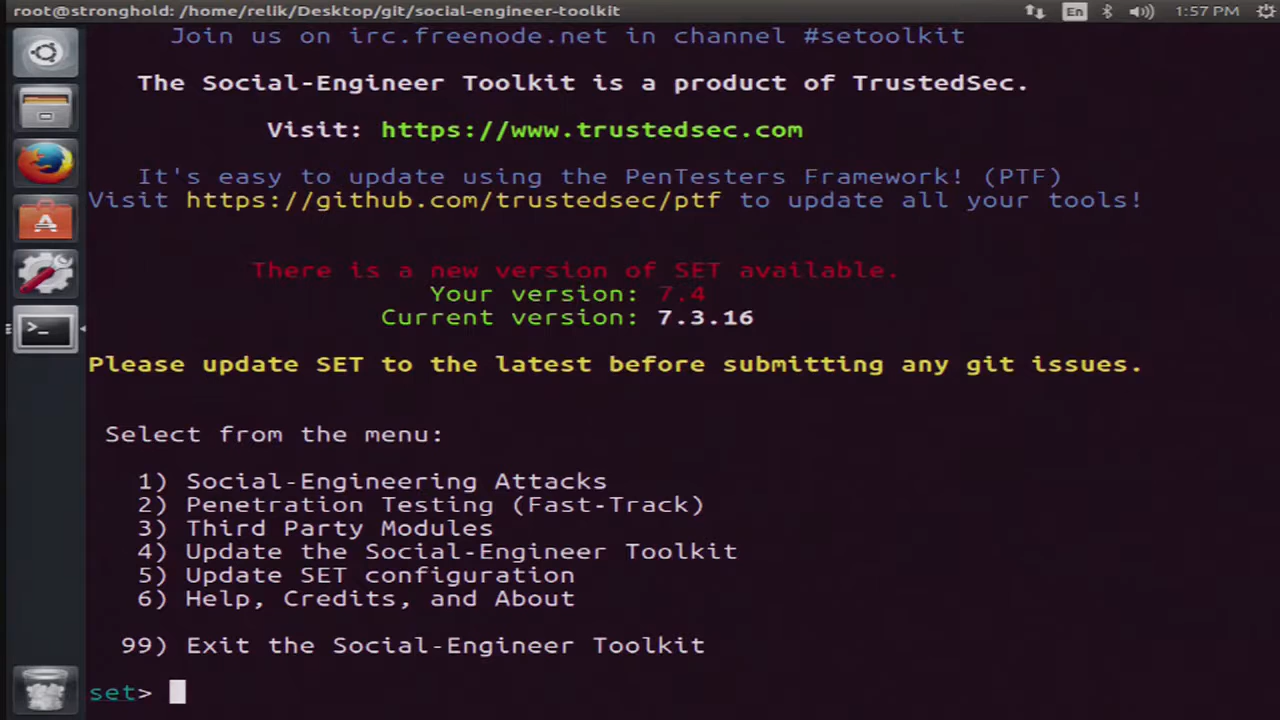 root@stronghold: /home/relik/Desktop/git/social-engineer-toolkit
En
1:57 PM
Join us on irc.freenode.net in channel #setoolkit
The Social-Engineer Toolkit is a product of TrustedSec.
Visit: https://www.trustedsec.com
It's easy to update using the PenTesters Framework! (PTF)
Visit https://github.com/trustedsec/ptf to update all your tools!
There is a new version of SET available.
Your version: 7.4
Current version: 7.3.16
Please update SET to the latest before submitting any git issues.
Select from the menu:
1) Social-Engineering Attacks
2) Penetration Testing (Fast-Track)
3) Third Party Modules
4) Update the Social-Engineer Toolkit
5) Update SET configuration
6) Help, Credits, and About
99) Exit the Social-Engineer Toolkit
set>